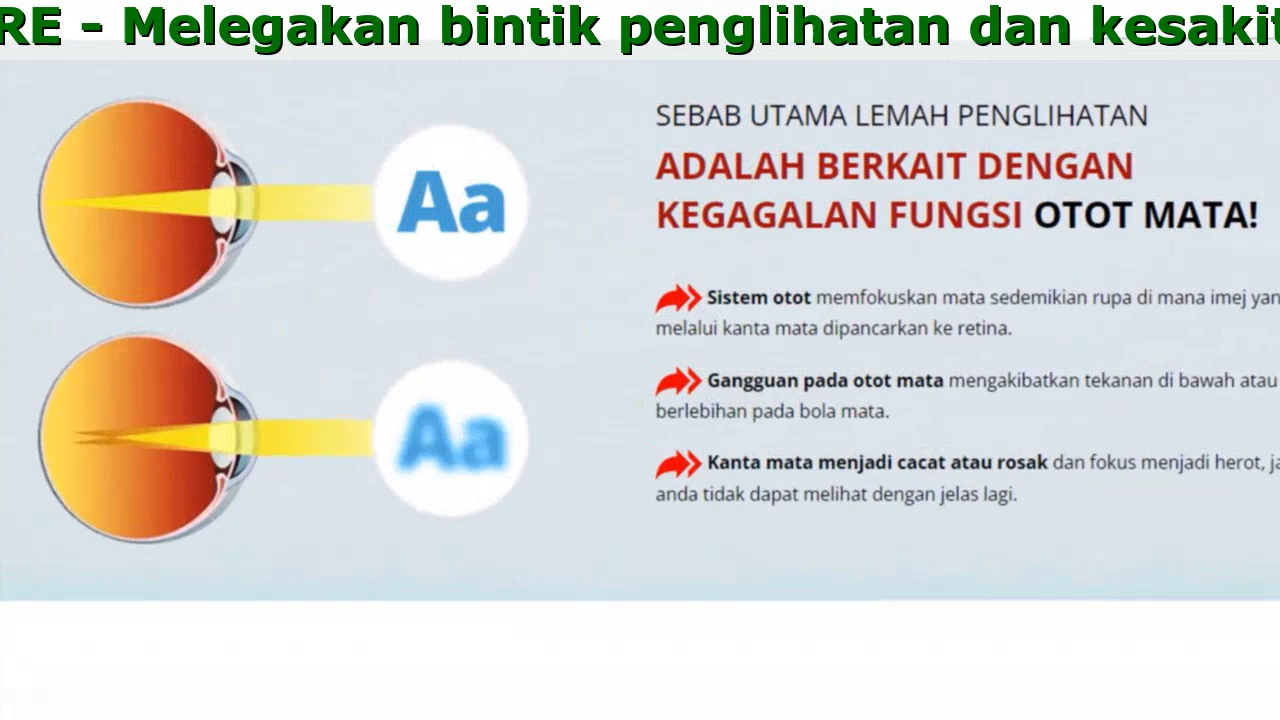 RE - Melegakan bintik penglihatan dan kesakit
Aa
SEBAB UTAMA LEMAH PENGLIHATAN
ADALAH BERKAIT DENGAN
KEGAGALAN FUNGSI OTOT MATA!
Sistem otot memfokuskan mata sedemikian rupa di mana imej yan
melalui kanta mata dipancarkan ke retina.
Gangguan pada otot mata mengakibatkan tekanan di bawah atau
berlebihan pada bola mata.
Aa
Kanta mata menjadi cacat atau rosak dan fokus menjadi herot, ja
anda tidak dapat melihat dengan jelas lagi.